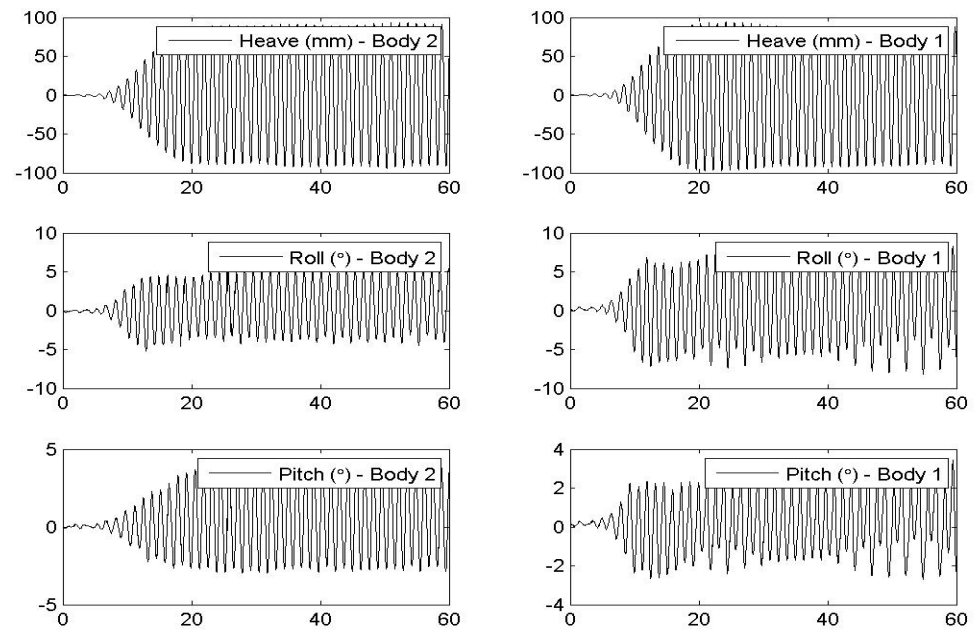 100
50
0
-50
-100
0 20 40 60
Heave (mm) - Body 2
100
50
0
-50
-100
0 20 40 60
Heave (mm) - Body 1
10
5
0
-5
-10
0 20 40 60
Roll (°) - Body 2
10
5
0
-5
-10
0 20 40 60
Roll (°) - Body 1
5
0
-5
0 20 40 60
Pitch (°) - Body 2
4
2
0
-2
-4
0 20 40 60
Pitch (°) - Body 1